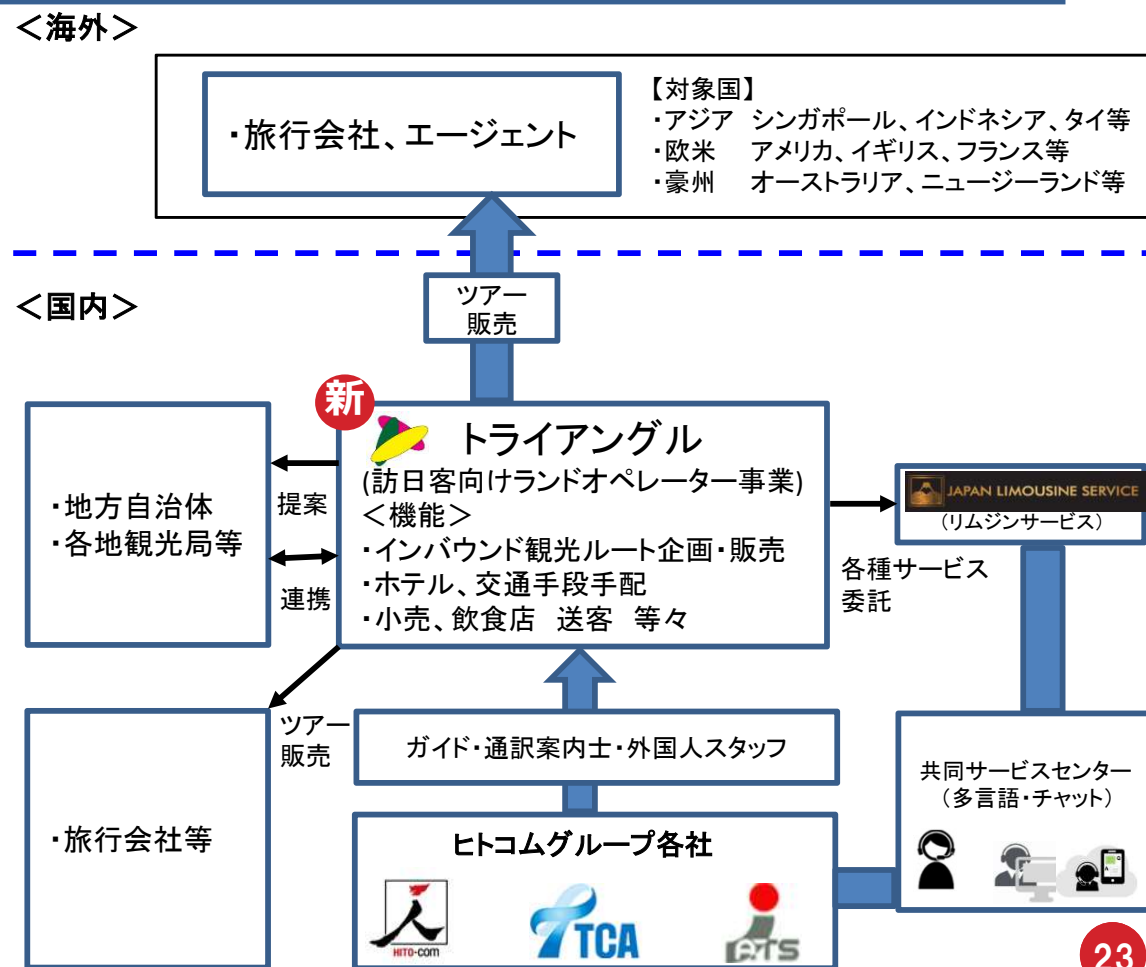 ＜海外＞
・旅行会社、エージェント
【対象国】
・アジア　シンガポール、インドネシア、タイ等
・欧米　　アメリカ、イギリス、フランス等
・豪州　　オーストラリア、ニュージーランド等
＜国内＞
ツアー
販売
新
トライアングル
(訪日客向けランドオペレーター事業)
＜機能＞
・インバウンド観光ルート企画・販売
・ホテル、交通手段手配
・小売、飲食店　送客　等々
・地方自治体
・各地観光局等
提案
連携
JAPAN LIMOUSINE SERVICE
（リムジンサービス）
各種サービス
委託
ツアー
販売
・旅行会社等
ガイド・通訳案内士・外国人スタッフ
ヒトコムグループ各社
人
HITO-com
TCA
ATS
共同サービスセンター
（多言語・チャット）
23